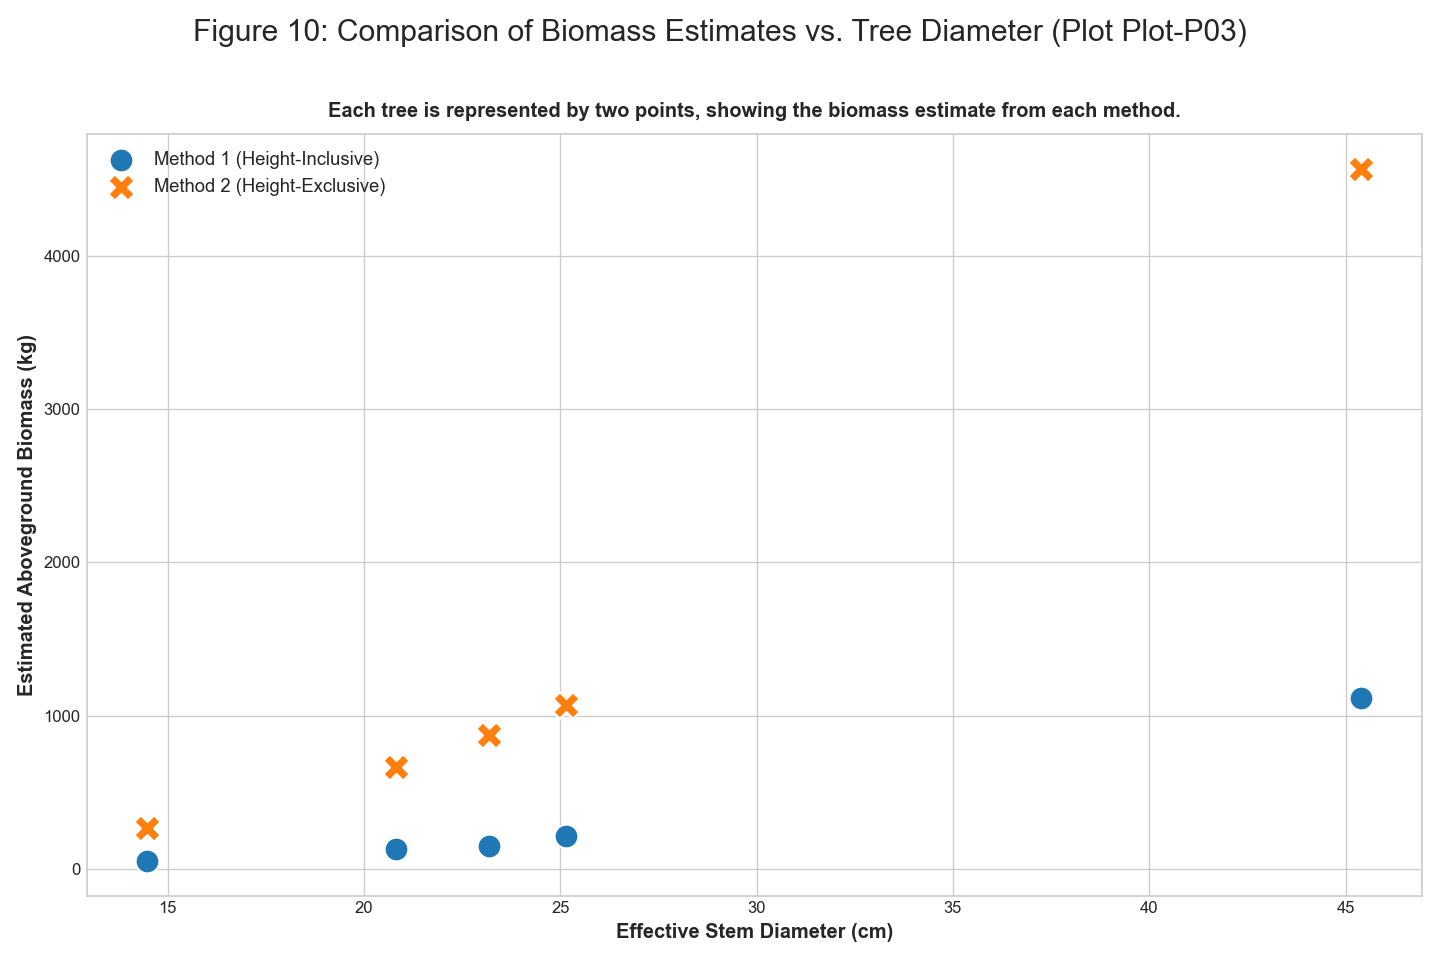 Figure 10: Comparison of Biomass Estimates vs. Tree Diameter (Plot Plot-P03)
Each tree is represented by two points, showing the biomass estimate from each method.
Method 1 (Height-Inclusive)
Method 2 (Height-Exclusive)
Estimated Aboveground Biomass (kg)
4000
3000
2000
1000
0
15 20 25 30 35 40 45
Effective Stem Diameter (cm)